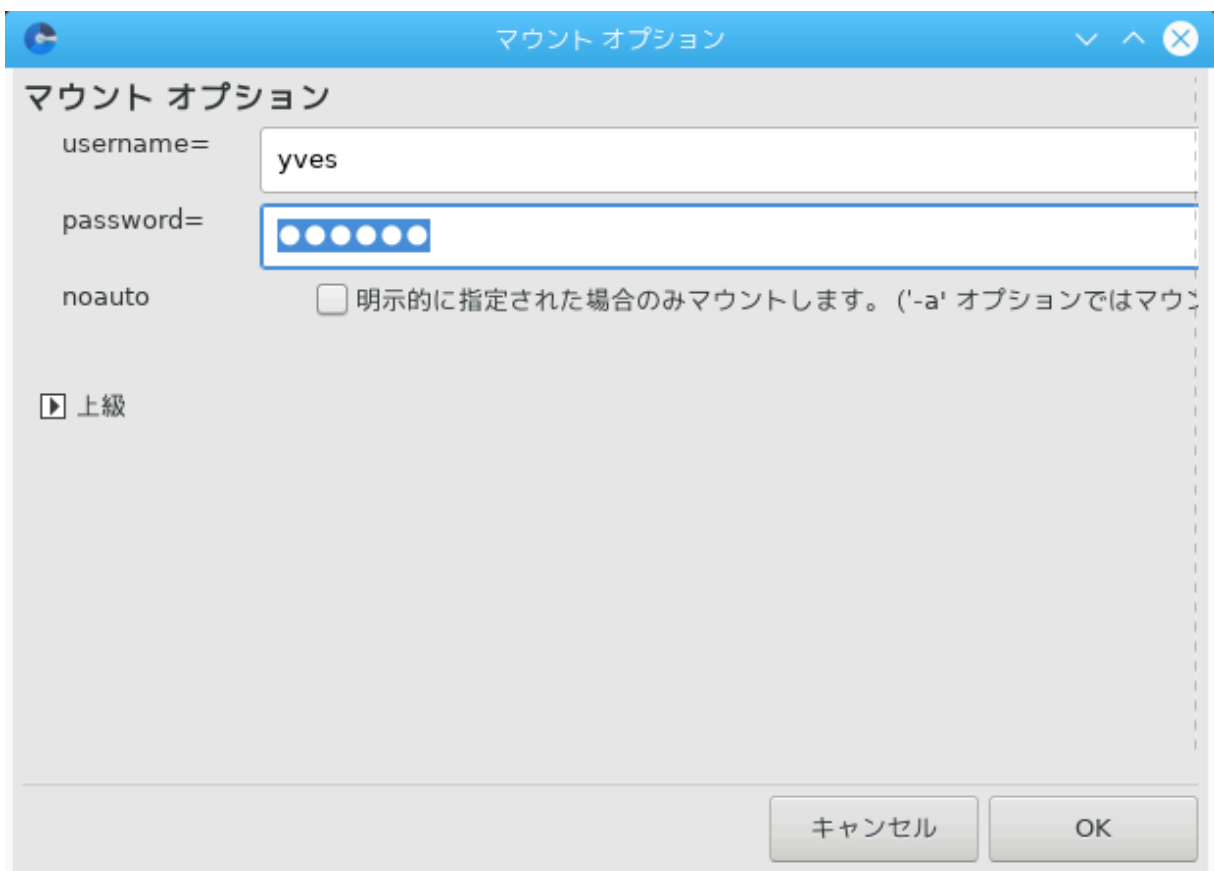 マウント オプション
マウント オプション
username=
yves
password=
●●●●●●
noauto
明示的に指定された場合のみマウントします。 ('-a' オプションではマウン
上級
キャンセル
OK